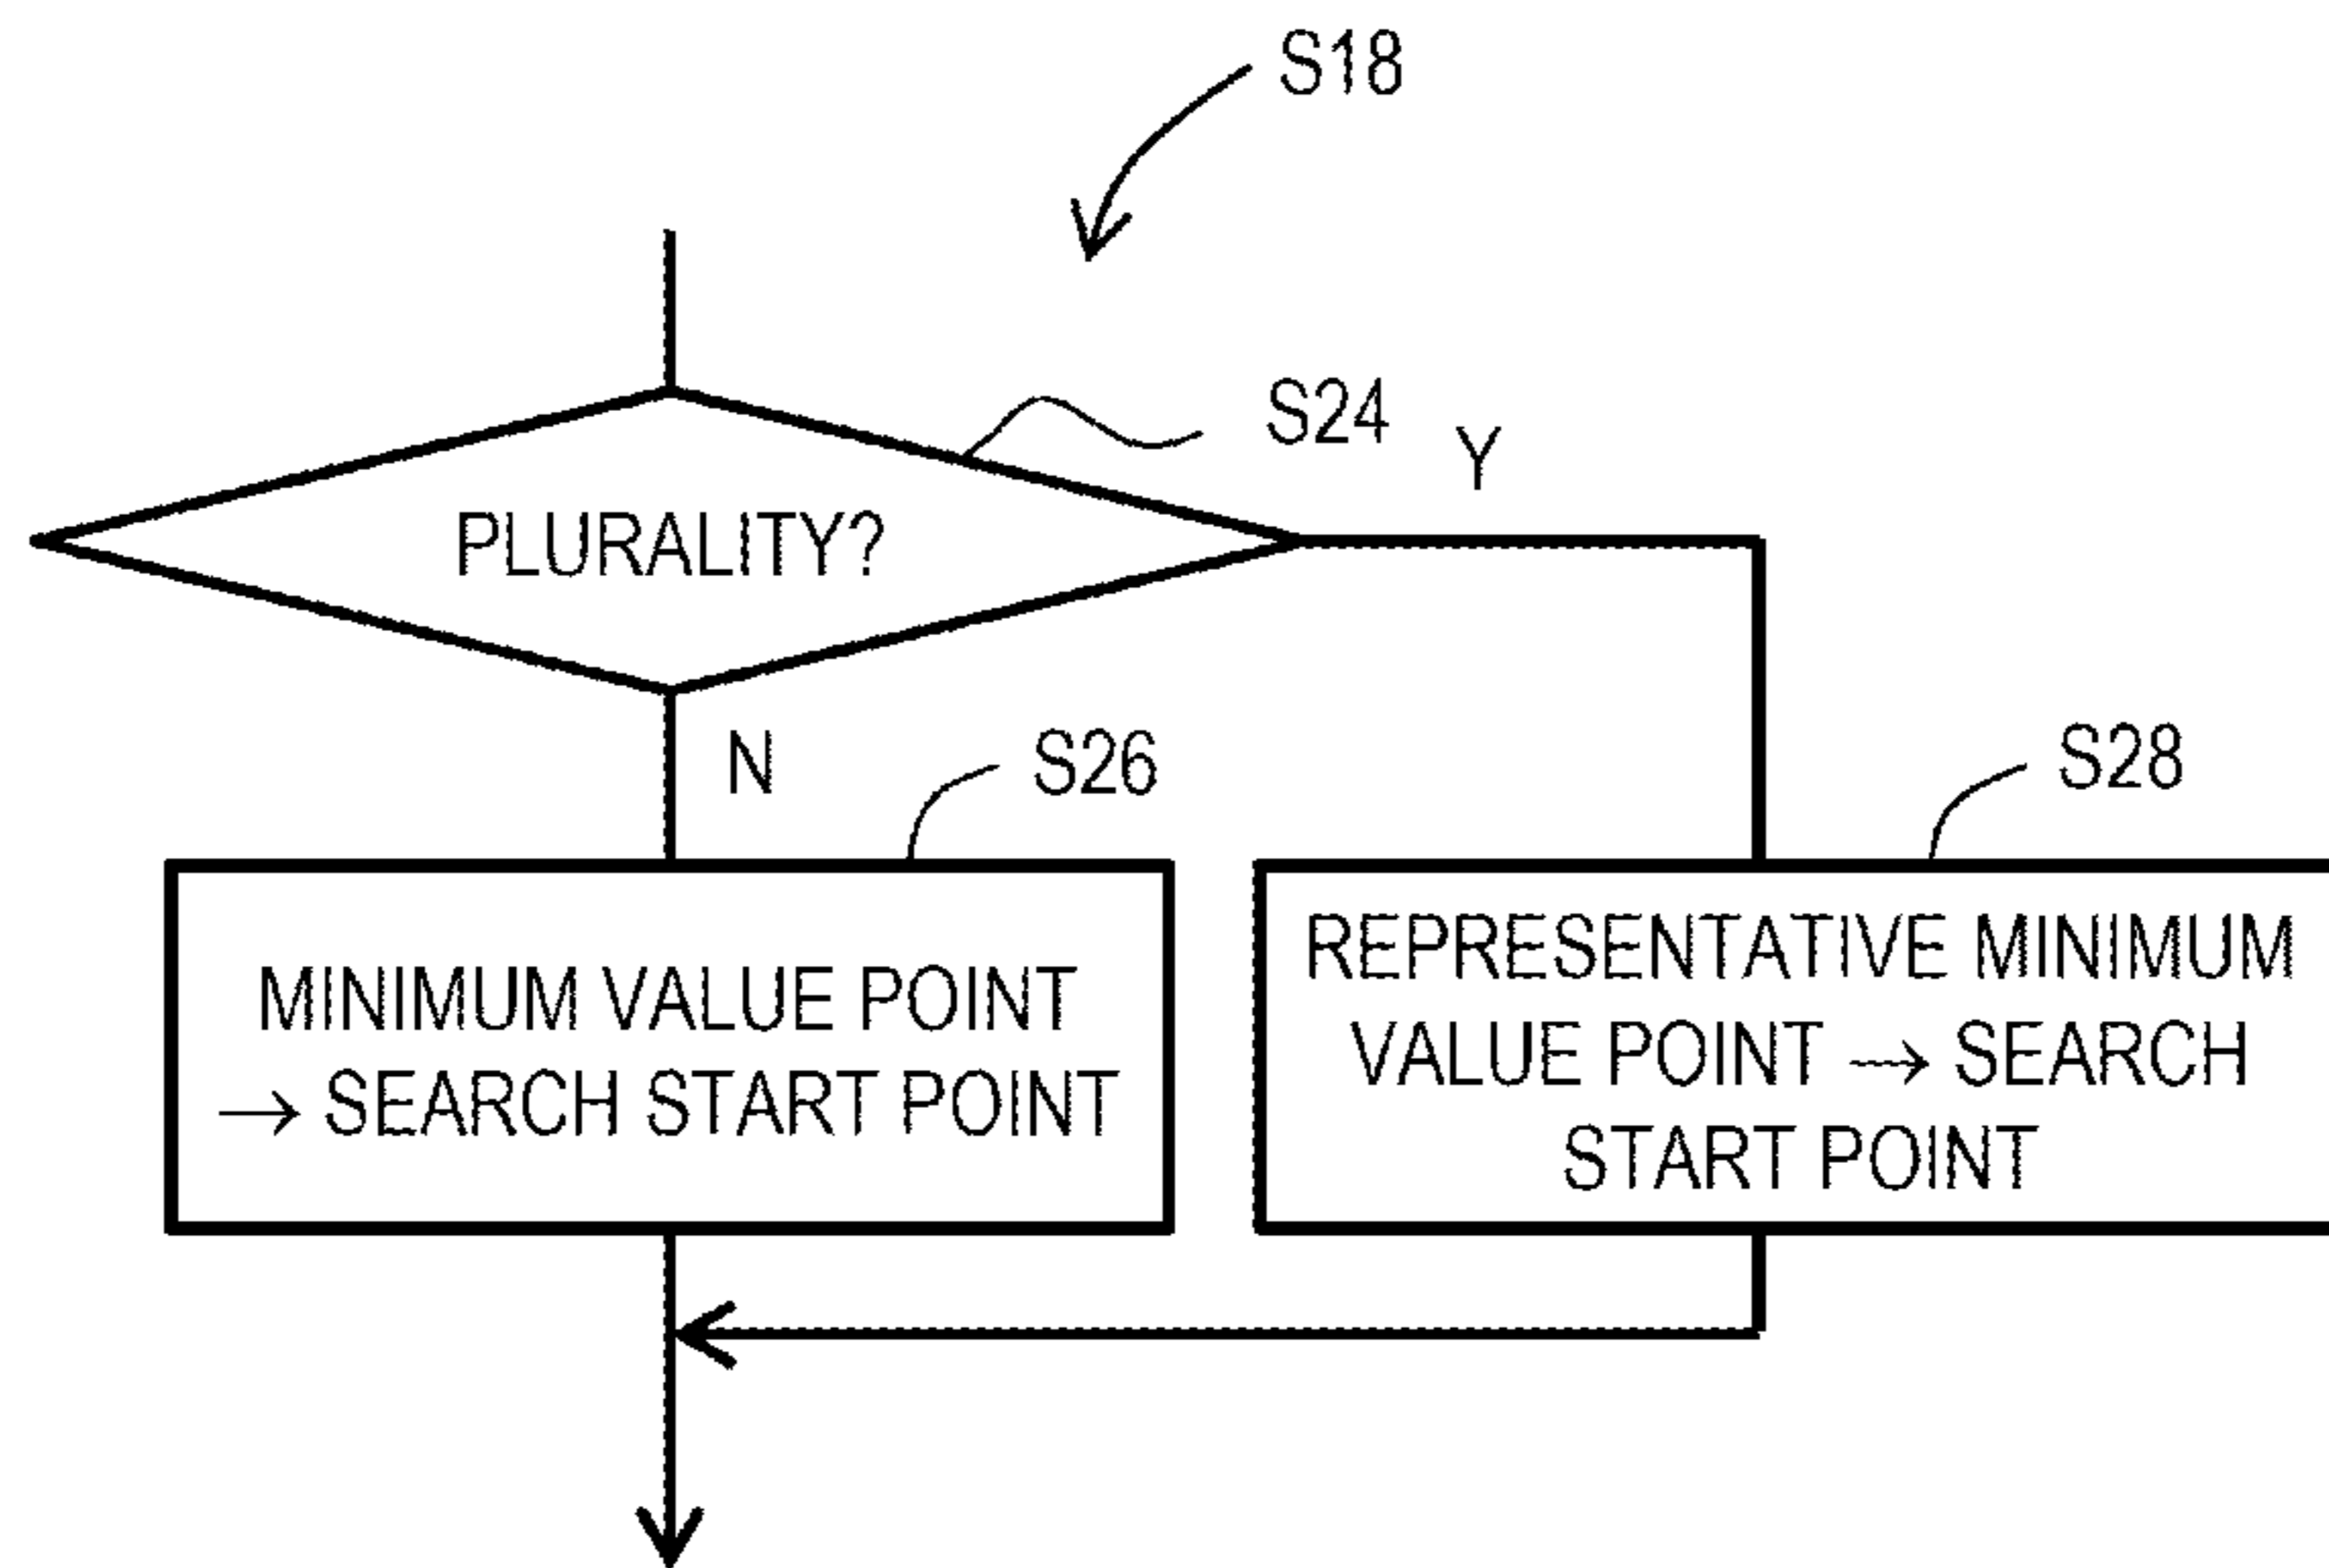 S18
S24
Y
PLURALITY?
N
S26
S28
MINIMUM VALUE POINT
→ SEARCH START POINT
REPRESENTATIVE MINIMUM
VALUE POINT → SEARCH
START POINT